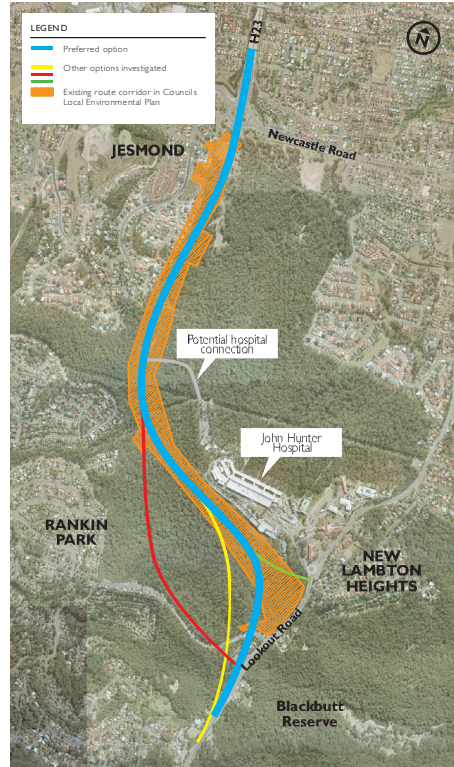 LEGEND
Preferred option
Other options investigated
Existing route corridor in Councils
Local Environmental Plan
H23
N
JESMOND
Newcastle Road
Potential hospital
connection
John Hunter
Hospital
RANKIN
PARK
NEW
LAMBTON
HEIGHTS
Lookout Road
Blackbutt
Reserve